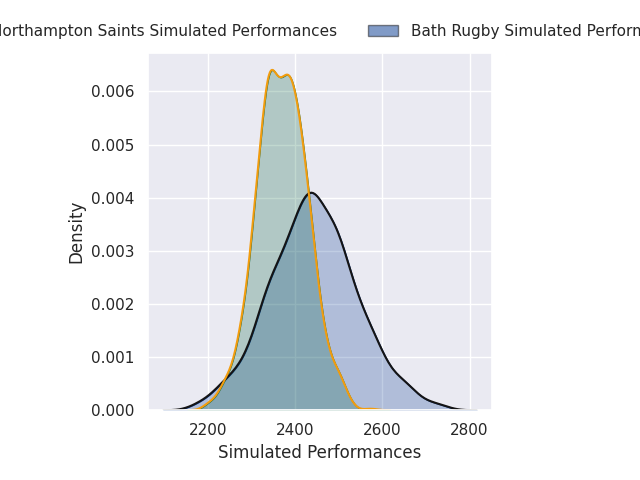 Northampton Saints Simulated Performances
Bath Rugby Simulated Perform
0.006
0.005
0.004
0.003
0.002
0.001
0.000
Density
2200 2400 2600 2800
Simulated Performances